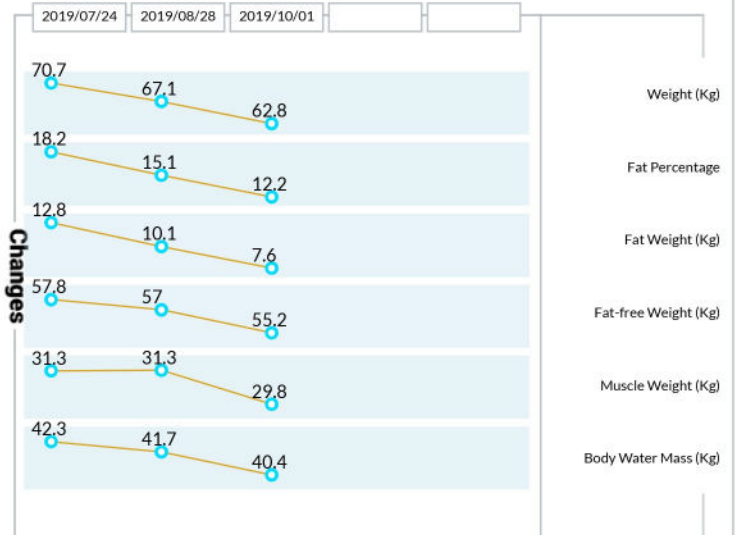 2019/07/24 2019/08/28 2019/10/01
70.7 67.1 62.8 Weight (Kg)
18.2 15.1 12.2 Fat Percentage
12.8 10.1 7.6 Fat Weight (Kg)
Changes
57.8 57 55.2 Fat-free Weight (Kg)
31.3 31.3 29.8 Muscle Weight (Kg)
42.3 41.7 40.4 Body Water Mass (Kg)